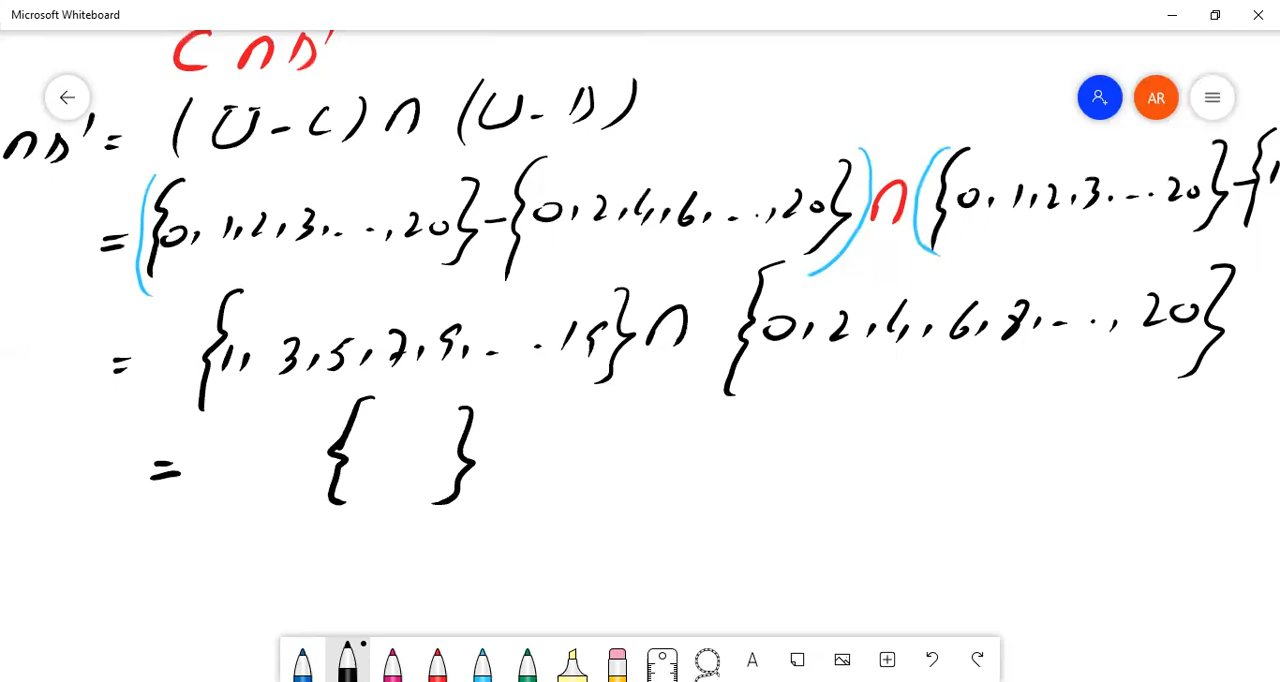 Microsoft Whiteboard
C ∩ D'
AR
∩ D' = (U - C) ∩ (U - D)
= ({0, 1, 2, 3, ..., 20} - {0, 2, 4, 6, ..., 20}) ∩ ({0, 1, 2, 3, ... 20} - {1
= {1, 3, 5, 7, 9, ... 19} ∩ {0, 2, 4, 6, 8, ..., 20}
= { }
A